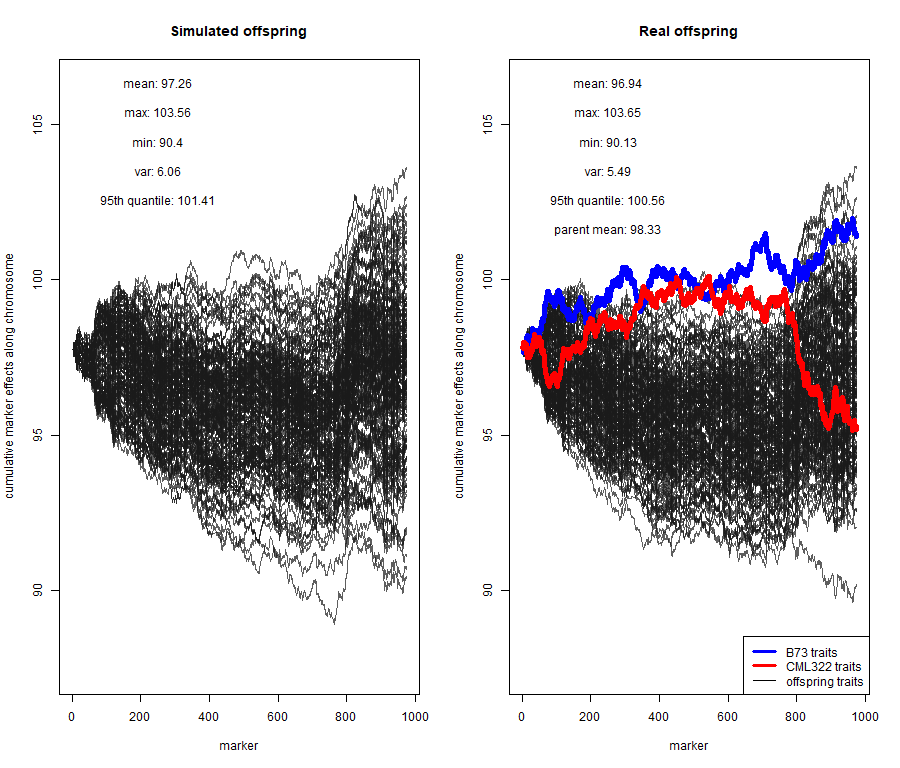 Simulated offspring
mean: 97.26
max: 103.56
min: 90.4
var: 6.06
95th quantile: 101.41
cumulative marker effects along chromosome
105
100
95
90
0 200 400 600 800 1000
marker
Real offspring
mean: 96.94
max: 103.65
min: 90.13
var: 5.49
95th quantile: 100.56
parent mean: 98.33
cumulative marker effects along chromosome
105
100
95
90
B73 traits
CML322 traits
offspring traits
0 200 400 600 800 1000
marker